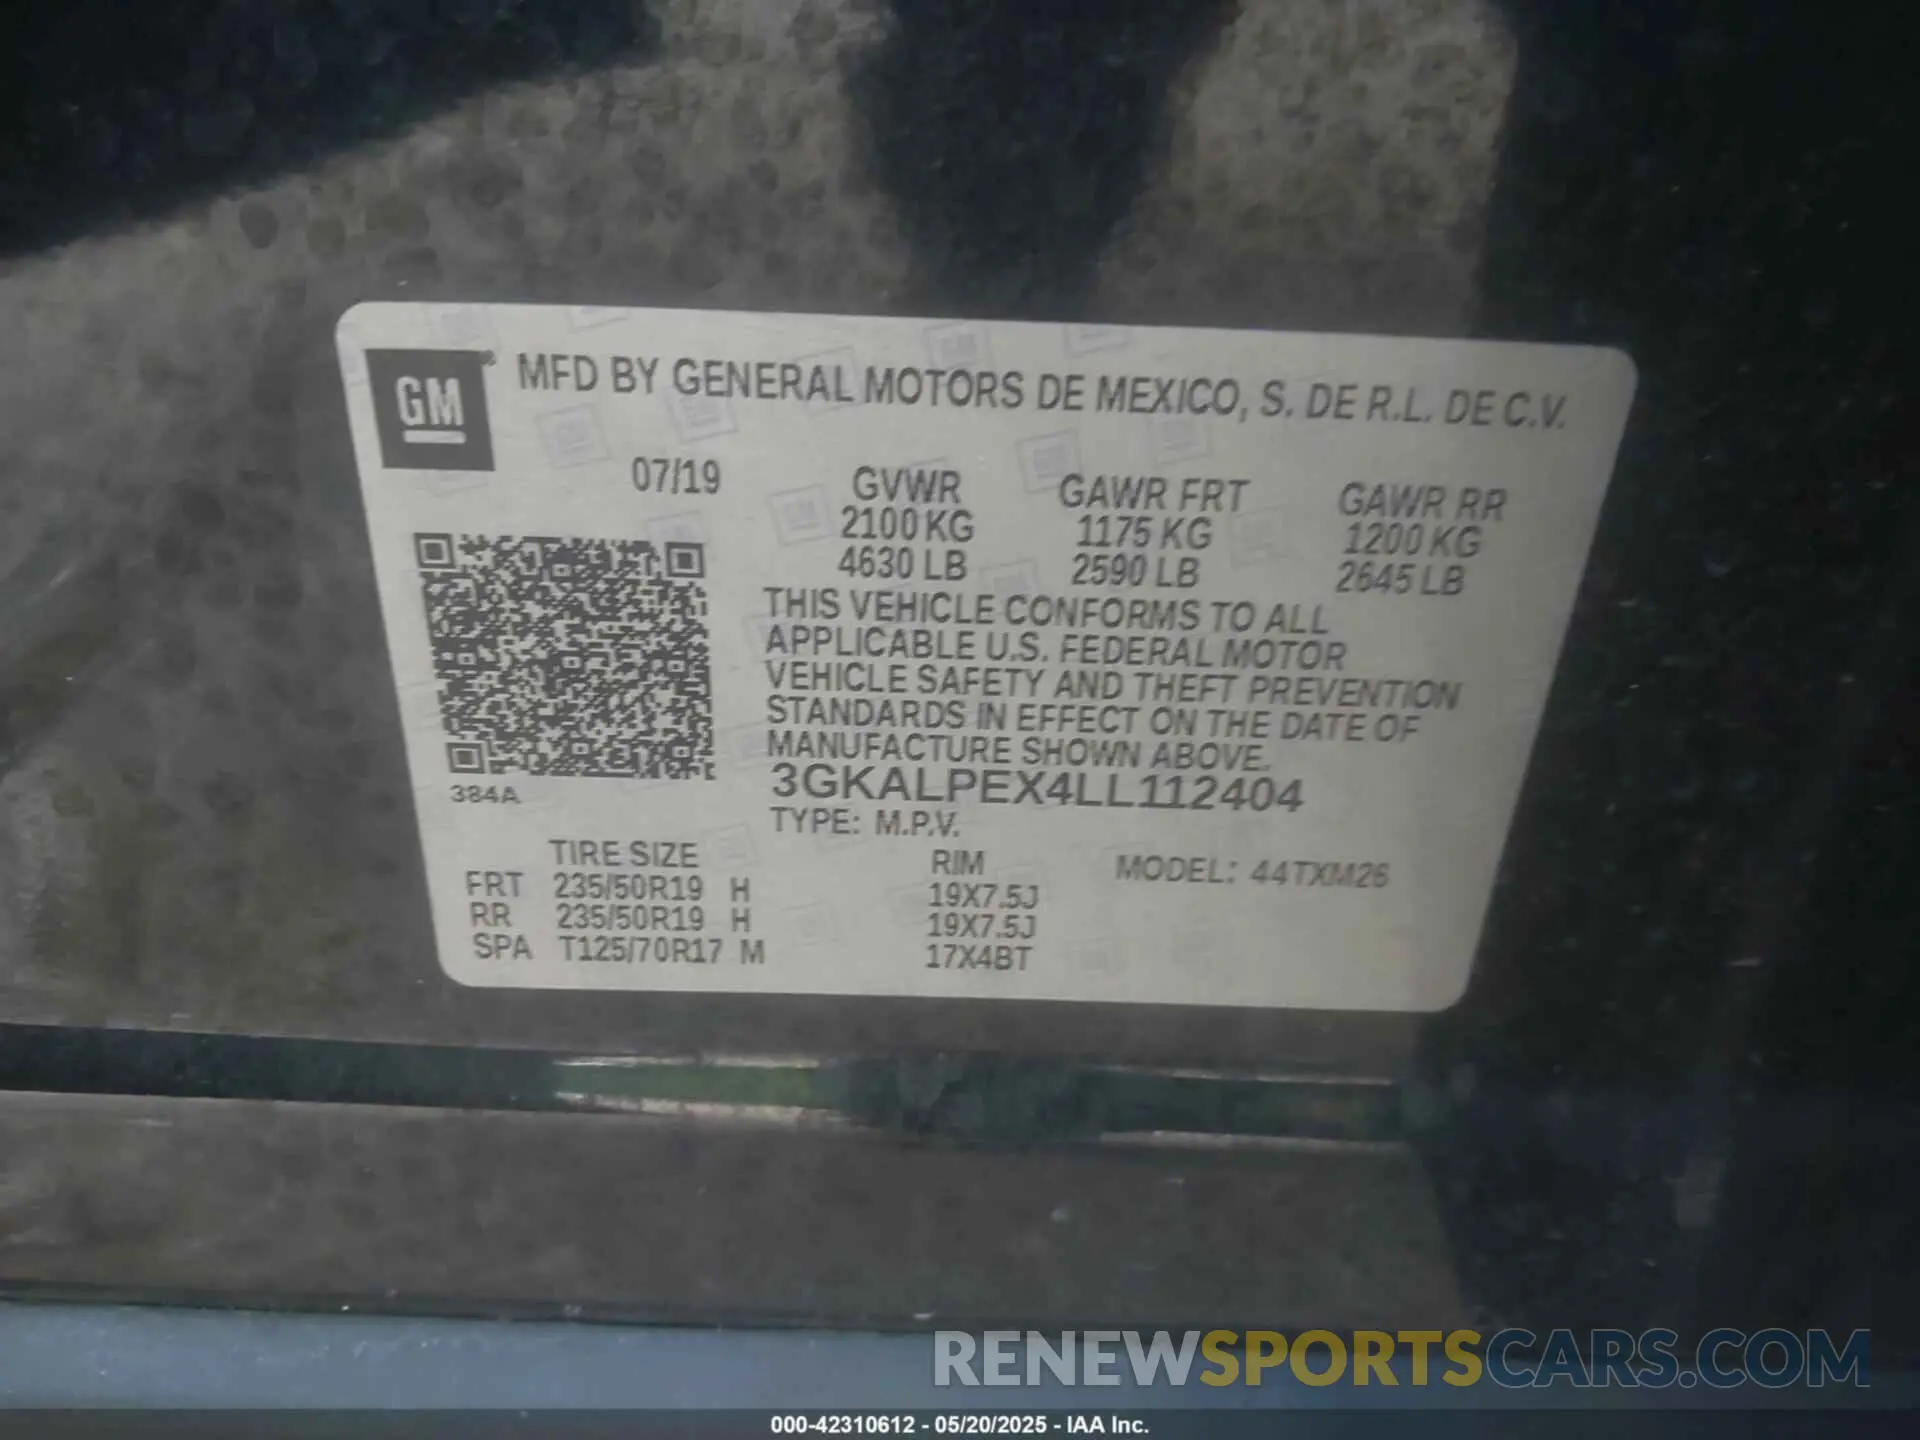 GM® MFD BY GENERAL MOTORS DE MEXICO, S. DE R.L. DE C.V.
07/19 GVWR GAWR FRT GAWR RR
2100 KG 1175 KG 1200 KG
4630 LB 2590 LB 2645 LB
THIS VEHICLE CONFORMS TO ALL
APPLICABLE U.S. FEDERAL MOTOR
VEHICLE SAFETY AND THEFT PREVENTION
STANDARDS IN EFFECT ON THE DATE OF
MANUFACTURE SHOWN ABOVE.
384A 3GKALPEX4LL112404
TYPE: M.P.V.
TIRE SIZE RIM MODEL: 44TXM26
FRT 235/50R19 H 19X7.5J
RR 235/50R19 H 19X7.5J
SPA T125/70R17 M 17X4BT
RENEWSPORTSCARS.COM
000-42310612 - 05/20/2025 - IAA Inc.